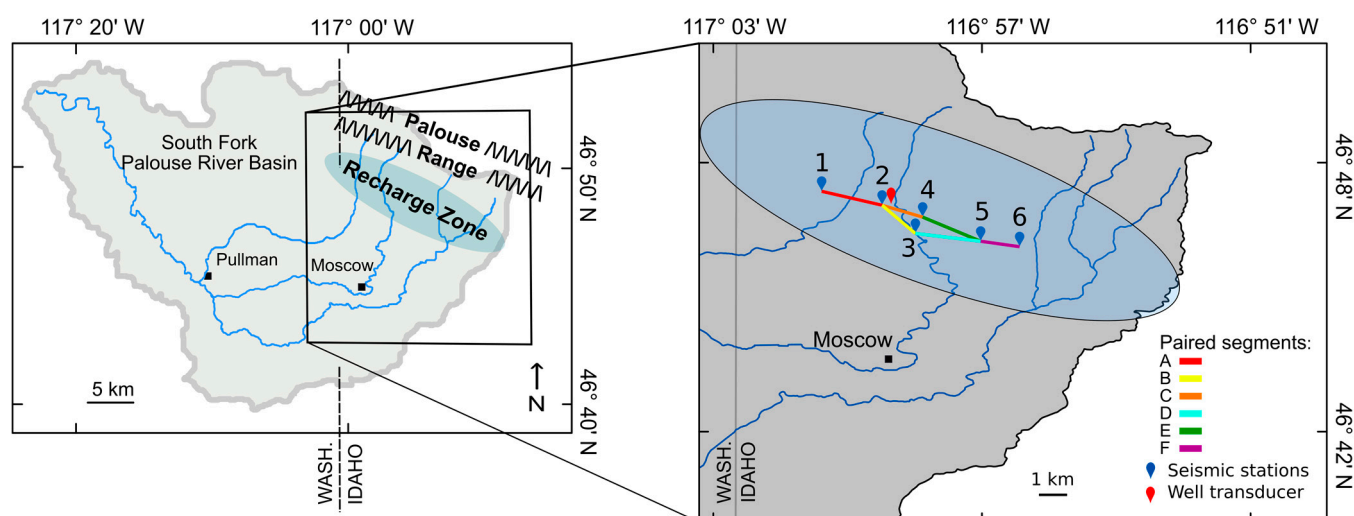 117° 20' W
117° 00' W
South Fork
Palouse River Basin
Palouse
Range
Recharge Zone
Pullman
Moscow
5 km
N
46° 50' N
46° 40' N
WASH.
IDAHO
117° 03' W
116° 57' W
116° 51' W
1
2
3
4
5
6
Moscow
WASH.
IDAHO
1 km
Paired segments:
A
B
C
D
E
F
Seismic stations
Well transducer
46° 48' N
46° 42' N